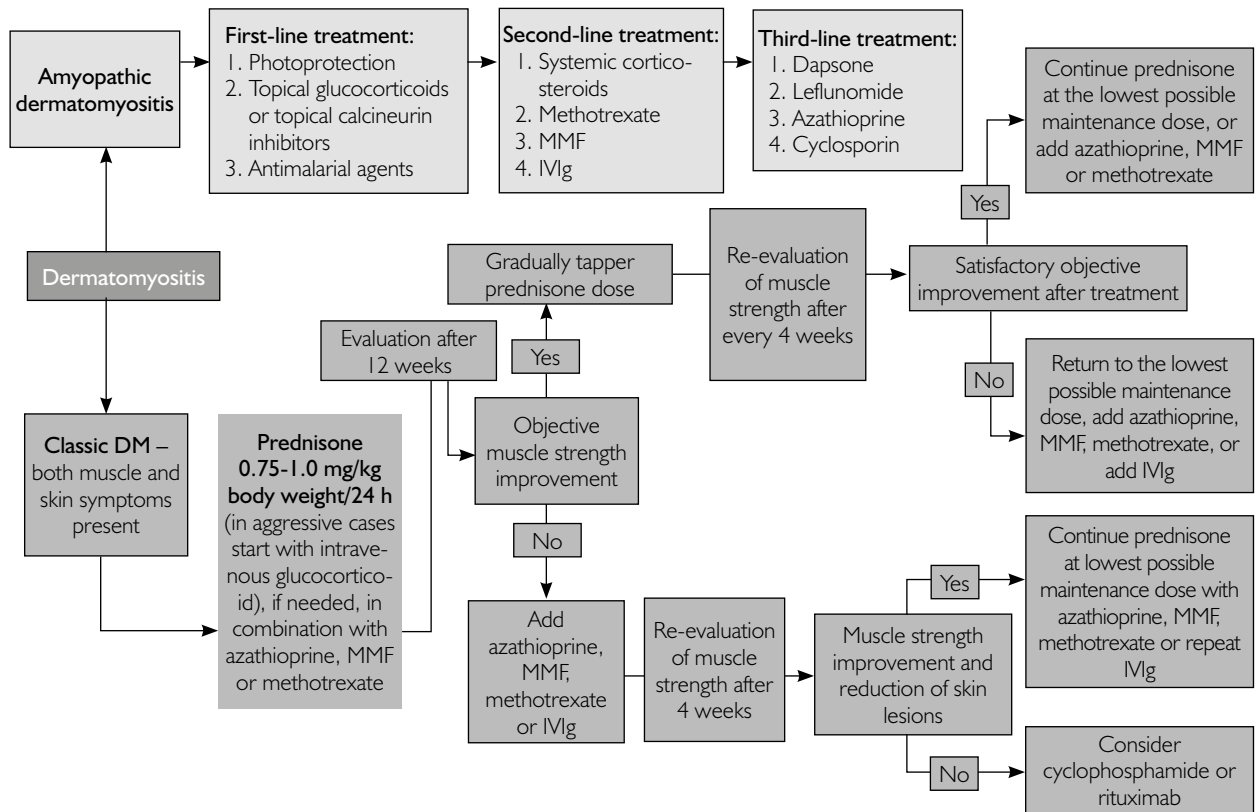 Amyopathic
dermatomyositis
First-line treatment:
1. Photoprotection
2. Topical glucocorticoids
or topical calcineurin
inhibitors
3. Antimalarial agents
Second-line treatment:
1. Systemic cortico-
steroids
2. Methotrexate
3. MMF
4. IVIg
Third-line treatment:
1. Dapsone
2. Leflunomide
3. Azathioprine
4. Cyclosporin
Continue prednisone
at the lowest possible
maintenance dose, or
add azathioprine, MMF
or methotrexate
Yes
Dermatomyositis
Gradually tapper
prednisone dose
Re-evaluation
of muscle
strength after
every 4 weeks
Satisfactory objective
improvement after treatment
Evaluation after
12 weeks
Yes
No
Return to the lowest
possible maintenance
dose, add azathioprine,
MMF, methotrexate, or
add IVIg
Classic DM –
both muscle and
skin symptoms
present
Prednisone
0.75-1.0 mg/kg
body weight/24 h
(in aggressive cases
start with intrave-
nous glucocortico-
id), if needed, in
combination with
azathioprine, MMF
or methotrexate
Objective
muscle strength
improvement
No
Add
azathioprine,
MMF,
methotrexate
or IVIg
Re-evaluation
of muscle
strength after
4 weeks
Muscle strength
improvement and
reduction of skin
lesions
Yes
Continue prednisone
at lowest possible
maintenance dose with
azathioprine, MMF,
methotrexate or repeat
IVIg
No
Consider
cyclophosphamide or
rituximab